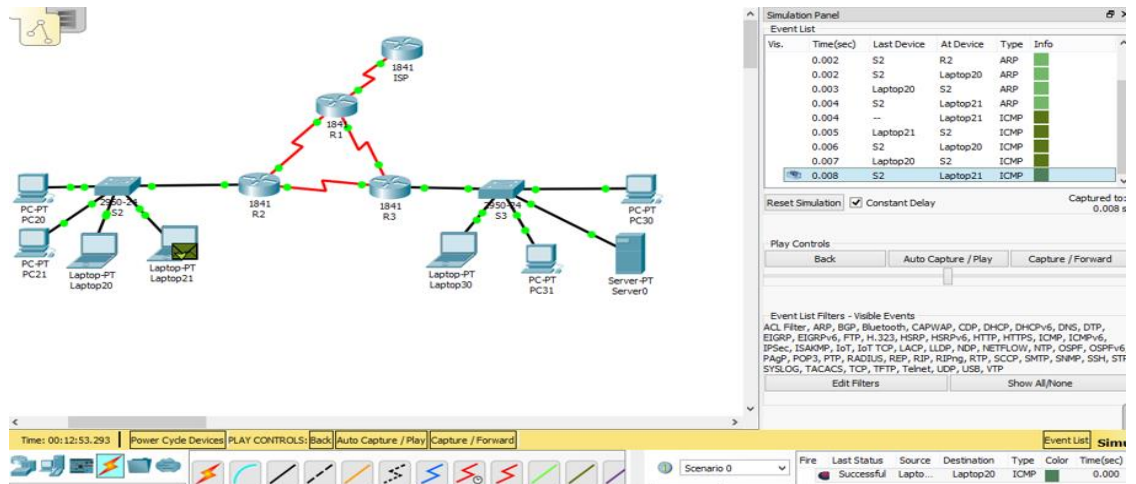 Simulation Panel
Event List
Vis. Time(sec) Last Device At Device Type Info
0.002 S2 R2 ARP
0.002 S2 Laptop20 ARP
0.003 Laptop20 S2 ARP
0.004 S2 Laptop21 ARP
0.004 -- Laptop21 ICMP
0.005 Laptop21 S2 ICMP
0.006 S2 Laptop20 ICMP
0.007 Laptop20 S2 ICMP
0.008 S2 Laptop21 ICMP
Reset Simulation Constant Delay Captured to:
0.008 s
Play Controls
Back Auto Capture / Play Capture / Forward
Event List Filters - Visible Events
ACL Filter, ARP, BGP, Bluetooth, CAPWAP, CDP, DHCP, DHCPv6, DNS, DTP,
EIGRP, EIGRPv6, FTP, H.323, HSRP, HSRPv6, HTTP, HTTPS, ICMP, ICMPv6,
IPSec, ISAKMP, IoT, IoT TCP, LACP, LLDP, NDP, NETFLOW, NTP, OSPF, OSPFv6,
PAgP, POP3, PTP, RADIUS, REP, RIP, RIPng, RTP, SCCP, SMTP, SNMP, SSH, STP
SYSLOG, TACACS, TCP, TFTP, Telnet, UDP, USB, VTP
Edit Filters Show All/None
1841
ISP
1841
R1
1841
R2
1841
R3
2950-24
S2
2950-24
S3
PC-PT
PC20
PC-PT
PC21
Laptop-PT
Laptop20
Laptop-PT
Laptop21
Laptop-PT
Laptop30
PC-PT
PC31
Server-PT
Server0
PC-PT
PC30
Time: 00:12:53.293 Power Cycle Devices PLAY CONTROLS: Back Auto Capture / Play Capture / Forward Event List Simu
Scenario 0
Fire Last Status Source Destination Type Color Time(sec)
Successful Lapto... Laptop20 ICMP 0.000